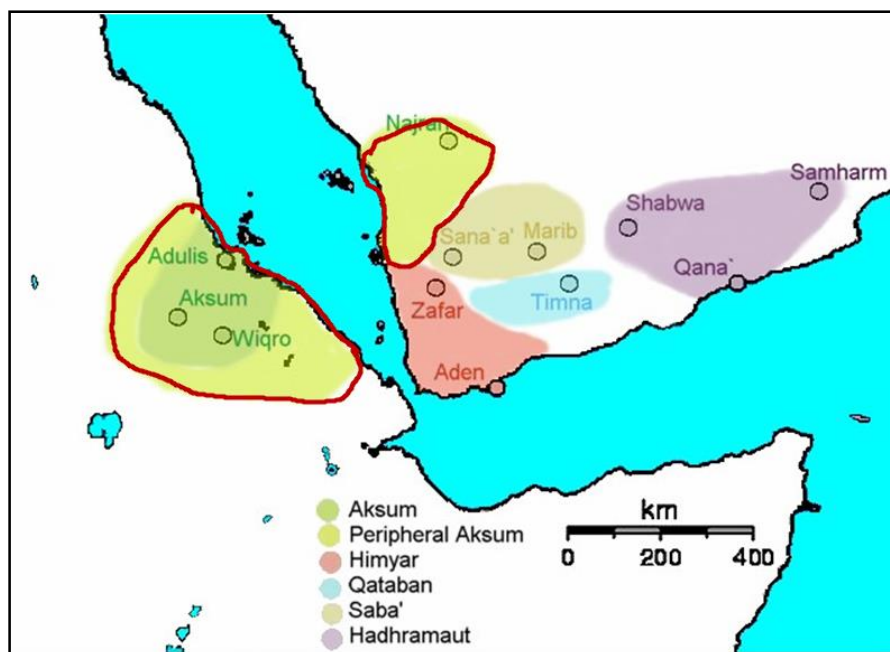 Najran
Samharm
Shabwa
Sana`a'
Marib
Adulis
Qana`
Aksum
Zafar
Timna
Wiqro
Aden
Aksum
Peripheral Aksum
Himyar
Qataban
Saba'
Hadhramaut
km
0 200 400